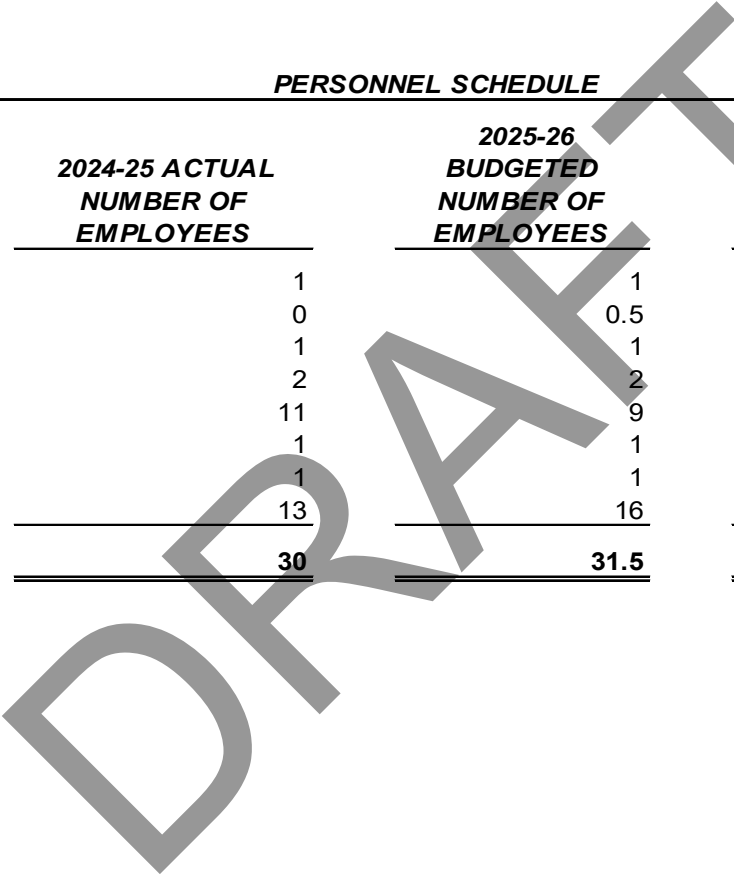 PERSONNEL SCHEDULE
2024-25 ACTUAL
NUMBER OF
EMPLOYEES
2025-26
BUDGETED
NUMBER OF
EMPLOYEES
1 1
0 0.5
1 1
2 2
11 9
1 1
1 1
13 16
30 31.5
DRAFT